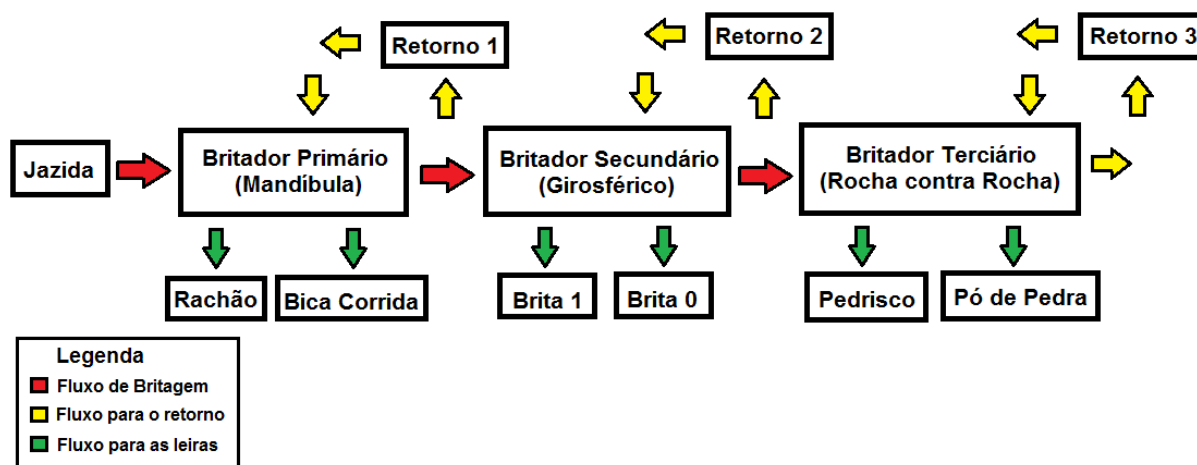 Retorno 1
Retorno 2
Retorno 3
Jazida
Britador Primário
(Mandíbula)
Britador Secundário
(Girosférico)
Britador Terciário
(Rocha contra Rocha)
Rachão
Bica Corrida
Brita 1
Brita 0
Pedrisco
Pó de Pedra
Legenda
Fluxo de Britagem
Fluxo para o retorno
Fluxo para as leiras